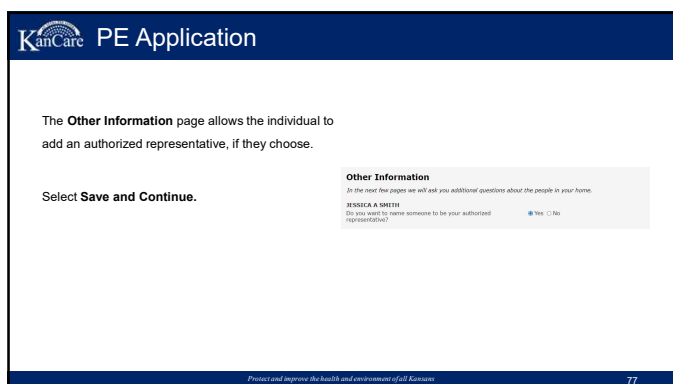 KanCare PE Application
The Other Information page allows the individual to
add an authorized representative, if they choose.
Select Save and Continue.
Other Information
In the next few pages we will ask you additional questions about the people in your home.
JESSICA A SMITH
Do you want to name someone to be your authorized
representative?
Yes No
Protect and improve the health and environment of all Kansans
77